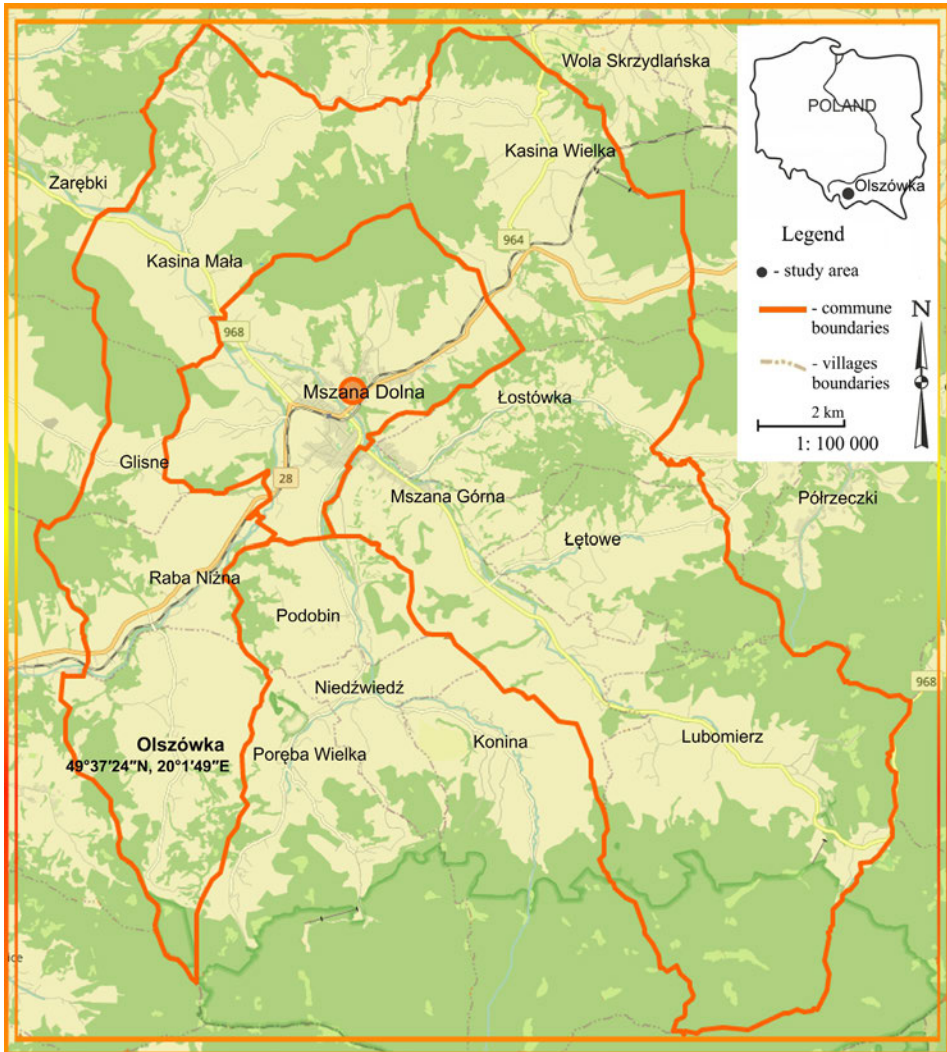 Wola Skrzydlańska
Kasina Wielka
Zarębki
964
Kasina Mała
968
Mszana Dolna
Łostówka
Glisne
28
Mszana Górna
Półrzeczki
Łętowe
Raba Niżna
Podobin
Niedźwiedź
968
Olszówka
49°37'24"N, 20°1'49"E
Poręba Wielka
Konina
Lubomierz
POLAND
Olszówka
Legend
- study area
- commune
boundaries
N
- villages
boundaries
2 km
1: 100 000